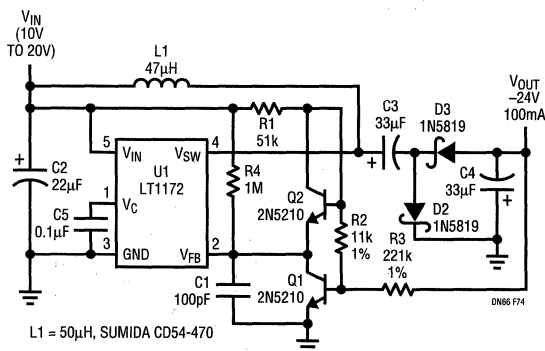 VIN
(10V
TO 20V)
L1
47µH
VOUT
–24V
100mA
R1
51k
C3
33µF
D3
1N5819
5
VIN
U1
LT1172
VSW
4
R4
1M
C2
22µF
1
VC
C5
0.1µF
3
GND
VFB
2
Q2
2N5210
R2
11k
1%
C4
33µF
D2
1N5819
R3
221k
1%
C1
100pF
Q1
2N5210
DN66 F74
L1 = 50µH, SUMIDA CD54-470